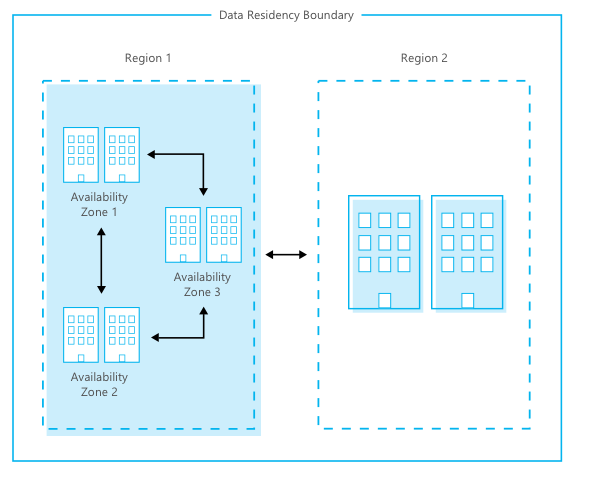 Data Residency Boundary
Region 1
Region 2
Availability
Zone 1
Availability
Zone 3
Availability
Zone 2